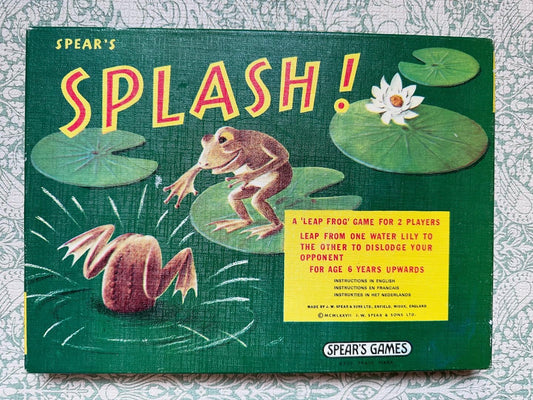 SPEAR'S
SPLASH!
A 'LEAP FROG' GAME FOR 2 PLAYERS
LEAP FROM ONE WATER LILY TO
THE OTHER TO DISLODGE YOUR
OPPONENT
FOR AGE 6 YEARS UPWARDS
INSTRUCTIONS IN ENGLISH
INSTRUCTIONS EN FRANCAIS
INSTRUKTIES IN HET NEDERLANDS
MADE BY J. W. SPEAR & SONS LTD., ENFIELD, MIDDX, ENGLAND
©MCMLXXVII J. W. SPEAR & SONS LTD.
SPEAR'S GAMES